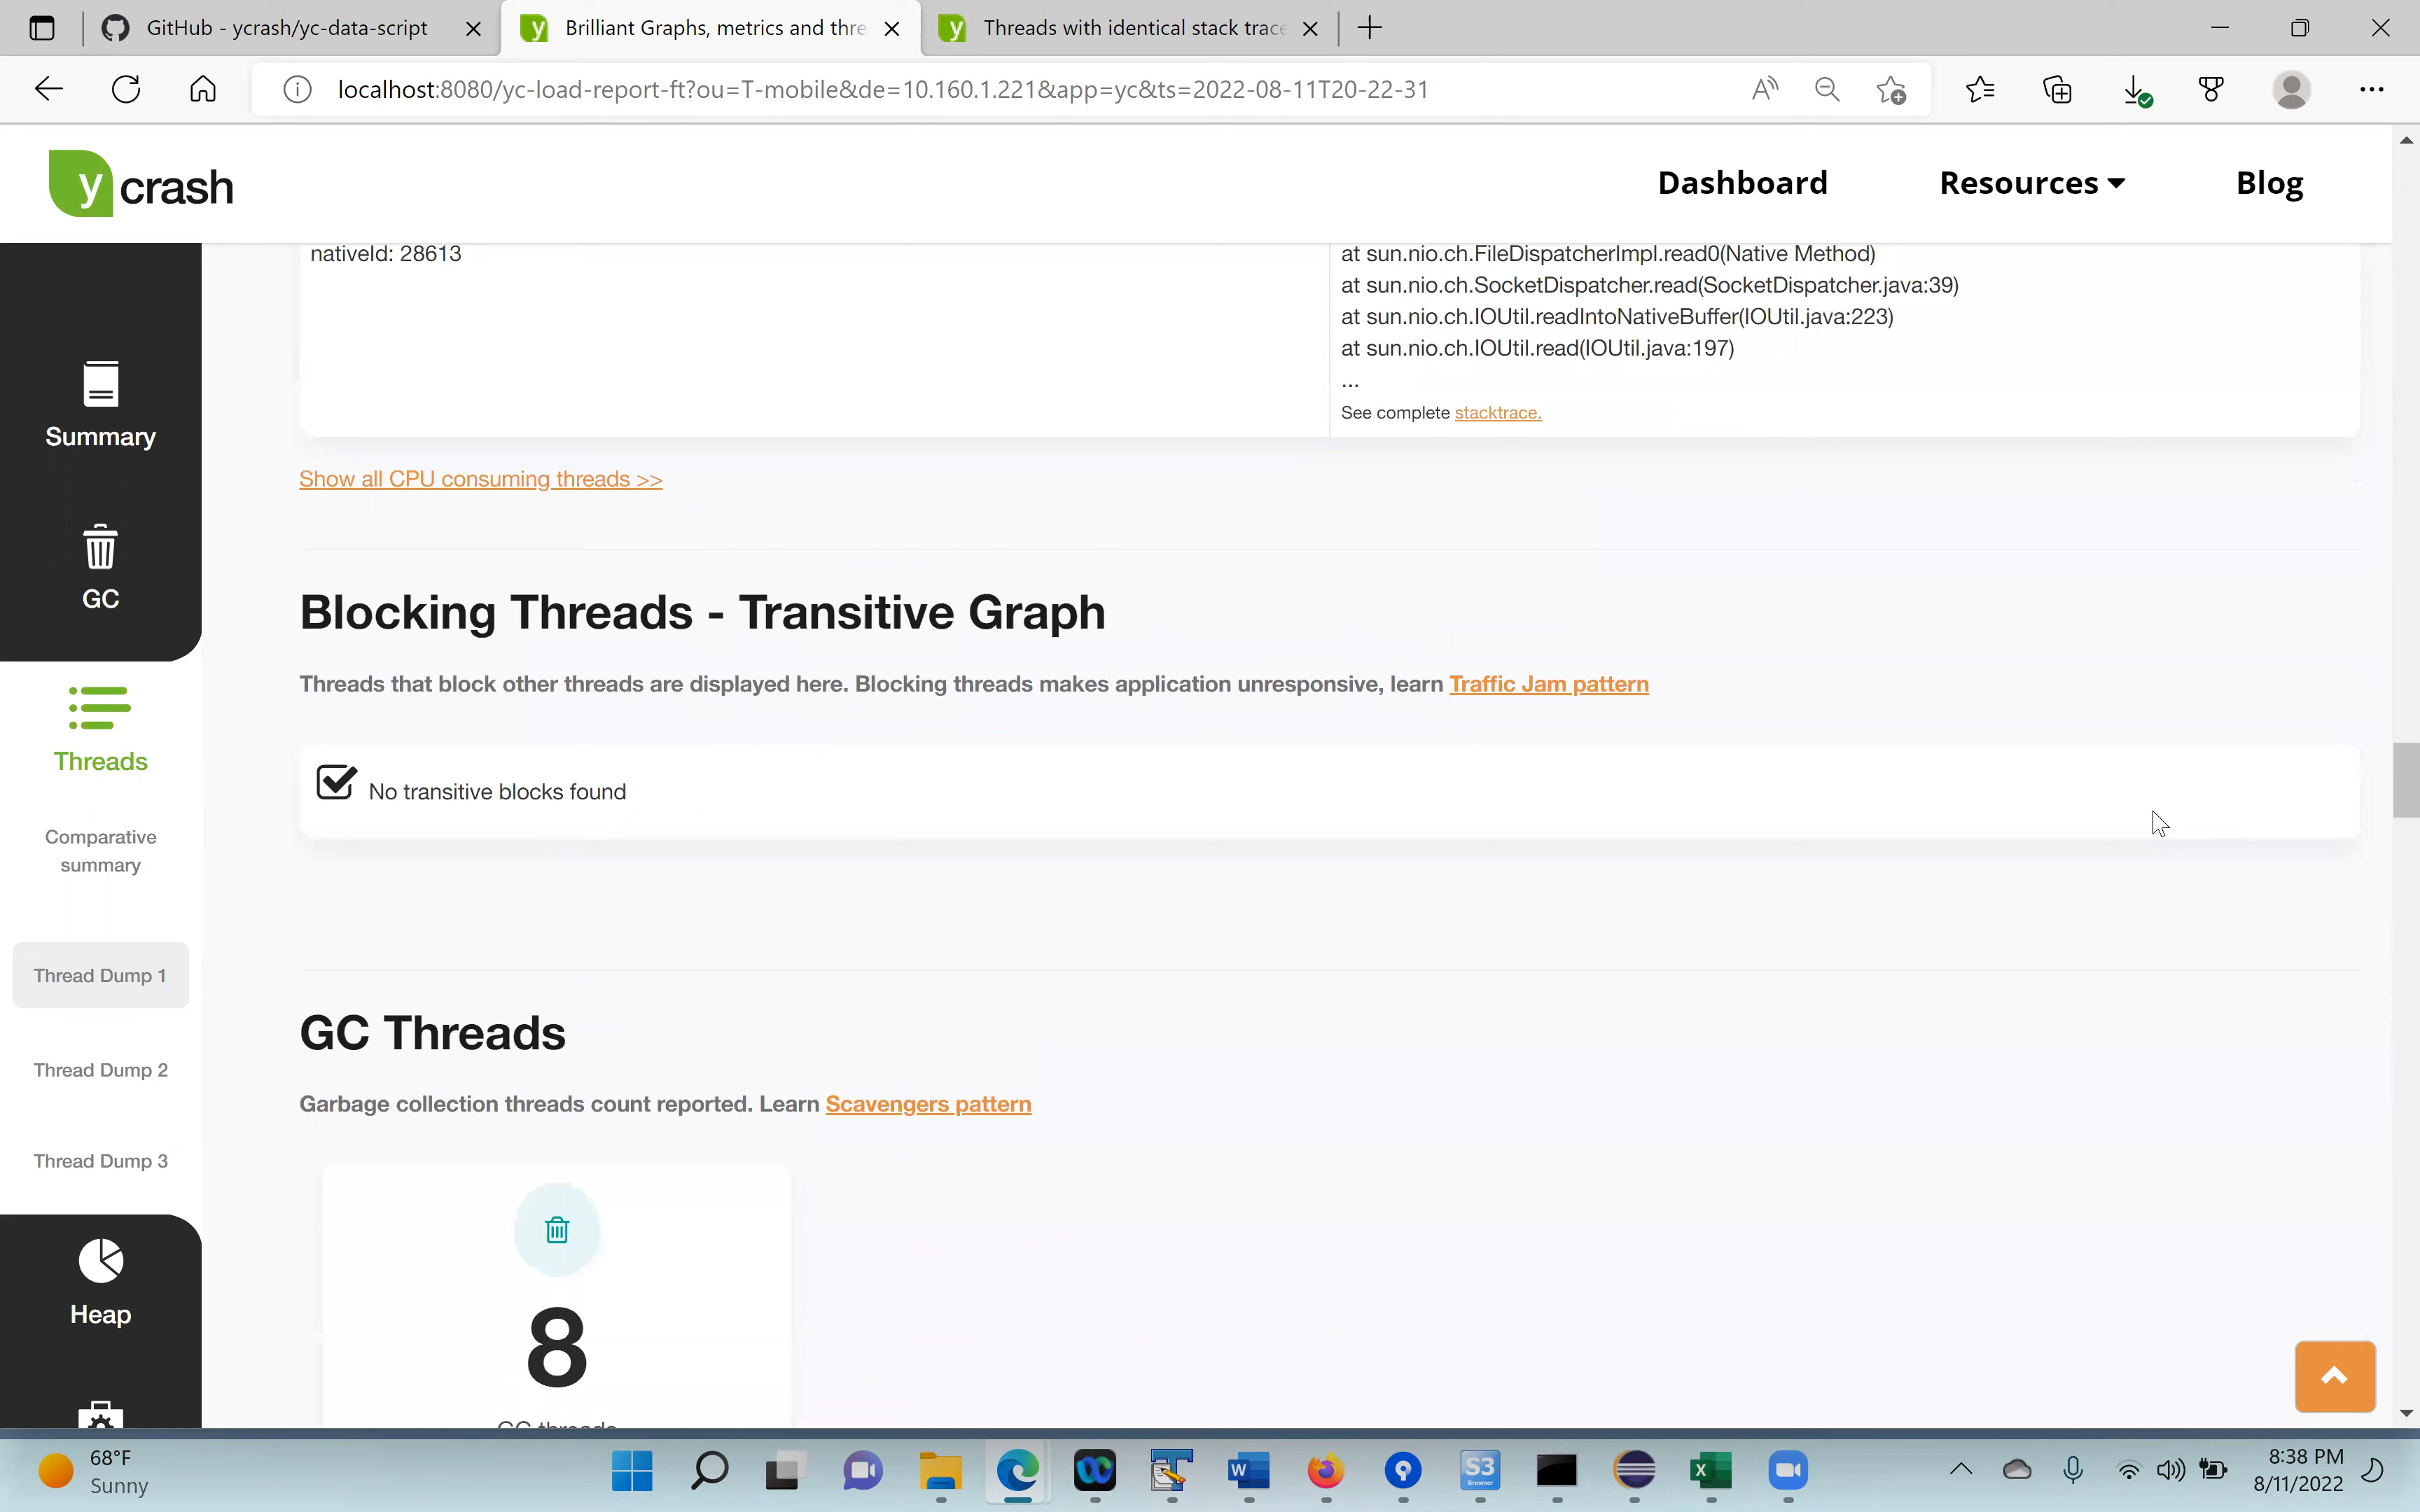 GitHub - ycrash/yc-data-script
Brilliant Graphs, metrics and thre
Threads with identical stack trace
localhost:8080/yc-load-report-ft?ou=T-mobile&de=10.160.1.221&app=yc&ts=2022-08-11T20-22-31
y crash
Dashboard
Resources
Blog
nativeId: 28613
at sun.nio.ch.FileDispatcherImpl.read0(Native Method)
at sun.nio.ch.SocketDispatcher.read(SocketDispatcher.java:39)
at sun.nio.ch.IOUtil.readIntoNativeBuffer(IOUtil.java:223)
at sun.nio.ch.IOUtil.read(IOUtil.java:197)
...
See complete stacktrace.
Show all CPU consuming threads >>
Blocking Threads - Transitive Graph
Threads that block other threads are displayed here. Blocking threads makes application unresponsive, learn Traffic Jam pattern
No transitive blocks found
GC Threads
Garbage collection threads count reported. Learn Scavengers pattern
8
GC threads
Summary
GC
Threads
Comparative
summary
Thread Dump 1
Thread Dump 2
Thread Dump 3
Heap
68°F
Sunny
S3
Browser
8:38 PM
8/11/2022